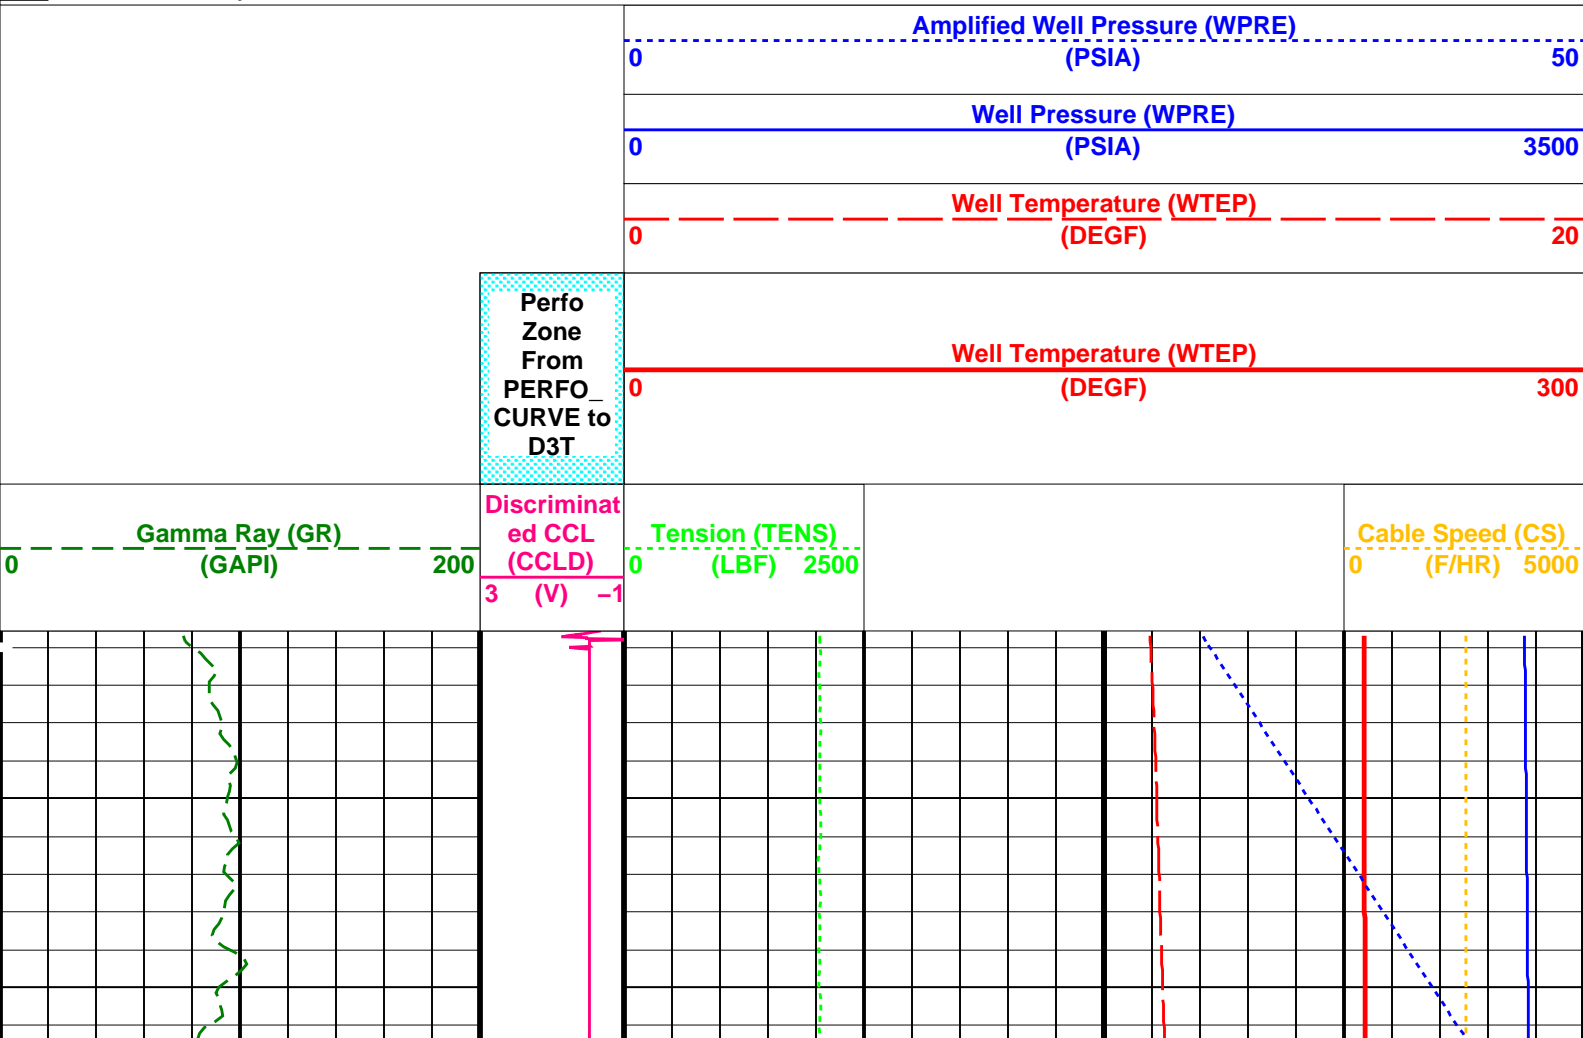 Amplified Well Pressure (WPRE)
0 (PSIA) 50
Well Pressure (WPRE)
0 (PSIA) 3500
Well Temperature (WTEP)
0 (DEGF) 20
Perfo
Zone
From
PERFO_
CURVE to
D3T
Well Temperature (WTEP)
0 (DEGF) 300
Gamma Ray (GR)
0 (GAPI) 200
Discriminat
ed CCL
(CCLD)
3 (V) −1
Tension (TENS)
0 (LBF) 2500
Cable Speed (CS)
0 (F/HR) 5000